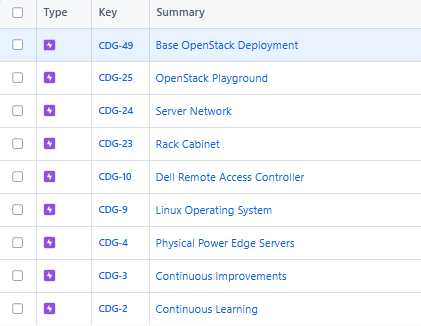 Type Key Summary
CDG-49 Base OpenStack Deployment
CDG-25 OpenStack Playground
CDG-24 Server Network
CDG-23 Rack Cabinet
CDG-10 Dell Remote Access Controller
CDG-9 Linux Operating System
CDG-4 Physical Power Edge Servers
CDG-3 Continuous Improvements
CDG-2 Continuous Learning